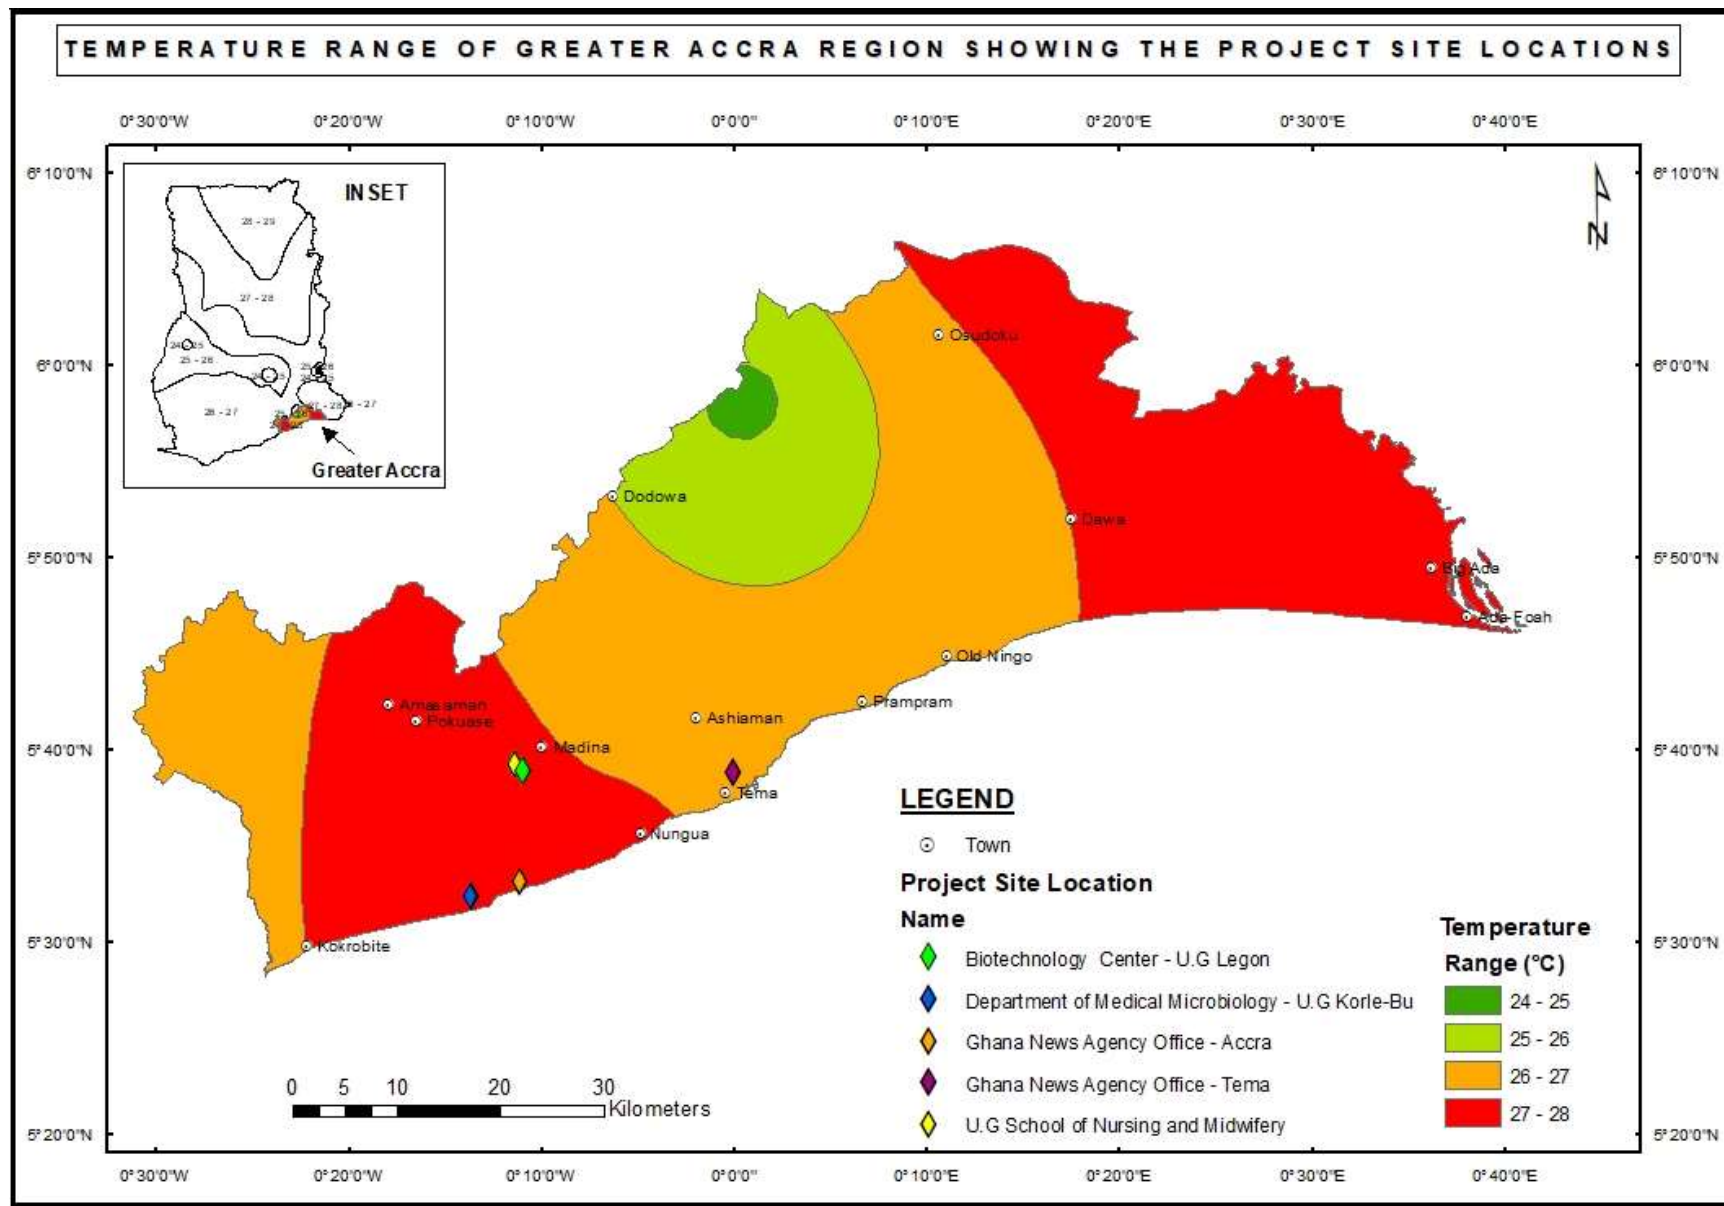 TEMPERATURE RANGE OF GREATER ACCRA REGION SHOWING THE PROJECT SITE LOCATIONS
0°30'0"W 0°20'0"W 0°10'0"W 0°0'0" 0°10'0"E 0°20'0"E 0°30'0"E 0°40'0"E
6°10'0"N 6°10'0"N
INSET
28 - 29
27 - 28
25 - 26
26 - 27
27 - 28
Greater Accra
N
6°0'0"N 6°0'0"N
Osudoku
Dodowa
Dawa
5°50'0"N 5°50'0"N
Big Ada
Ada-Foah
Old-Ningo
Amasaman
Prampram
Pokuase
Ashiaman
Madina
5°40'0"N 5°40'0"N
Tema
Nungua
Kokrobite
5°30'0"N 5°30'0"N
LEGEND
Town
Project Site Location
Name
Biotechnology Center - U.G Legon
Department of Medical Microbiology - U.G Korle-Bu
Ghana News Agency Office - Accra
Ghana News Agency Office - Tema
U.G School of Nursing and Midwifery
Temperature
Range (°C)
24 - 25
25 - 26
26 - 27
27 - 28
0 5 10 20 30
Kilometers
5°20'0"N 5°20'0"N
0°30'0"W 0°20'0"W 0°10'0"W 0°0'0" 0°10'0"E 0°20'0"E 0°30'0"E 0°40'0"E